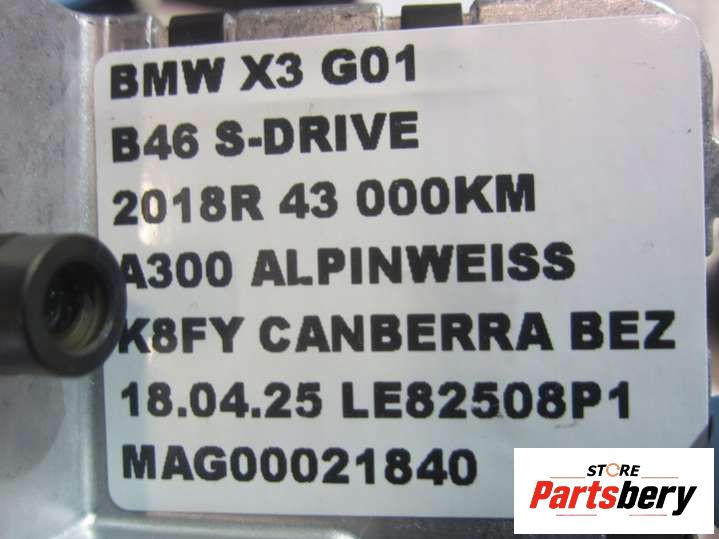 BMW X3 G01
B46 S-DRIVE
2018R 43 000KM
A300 ALPINWEISS
K8FY CANBERRA BEZ
18.04.25 LE82508P1
MAG00021840
STORE
Partsbery